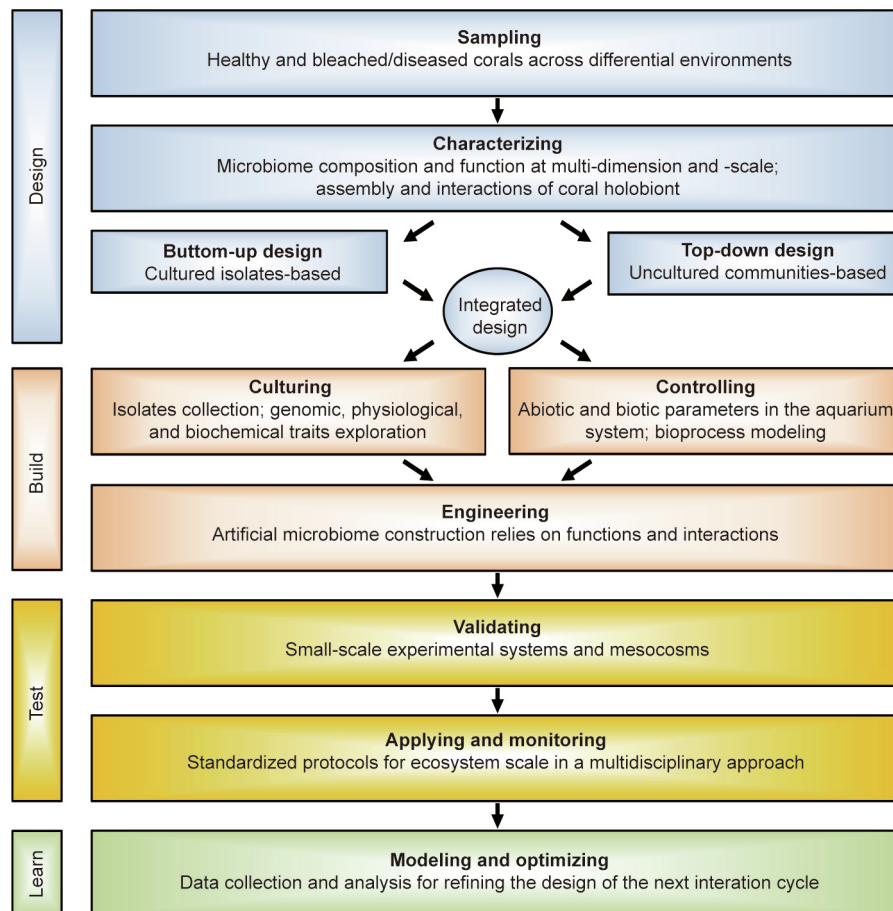 Design
Sampling
Healthy and bleached/diseased corals across differential environments
Characterizing
Microbiome composition and function at multi-dimension and -scale;
assembly and interactions of coral holobiont
Buttom-up design
Cultured isolates-based
Top-down design
Uncultured communities-based
Integrated
design
Build
Culturing
Isolates collection; genomic, physiological,
and biochemical traits exploration
Controlling
Abiotic and biotic parameters in the aquarium
system; bioprocess modeling
Engineering
Artificial microbiome construction relies on functions and interactions
Test
Validating
Small-scale experimental systems and mesocosms
Applying and monitoring
Standardized protocols for ecosystem scale in a multidisciplinary approach
Learn
Modeling and optimizing
Data collection and analysis for refining the design of the next interation cycle